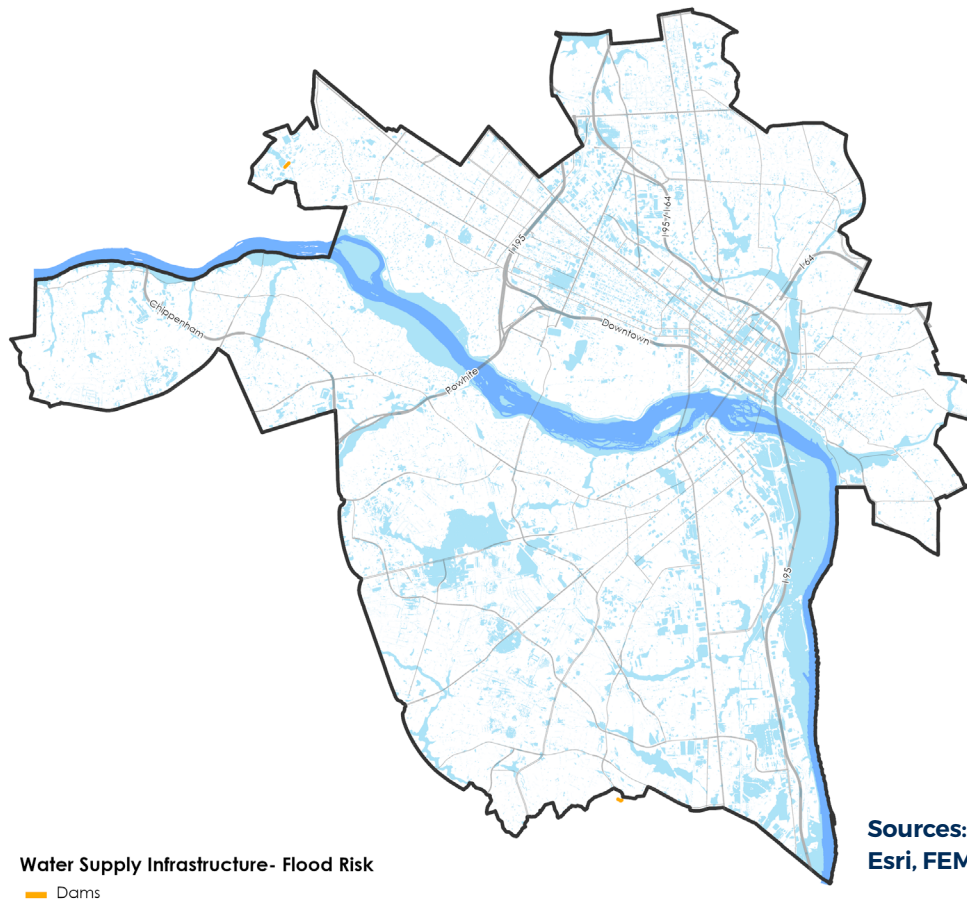 I-95 / I-64
I-195
I-64
Chippenham
Downtown
Powhite
I-95
Sources:
Esri, FEM
Water Supply Infrastructure- Flood Risk
Dams